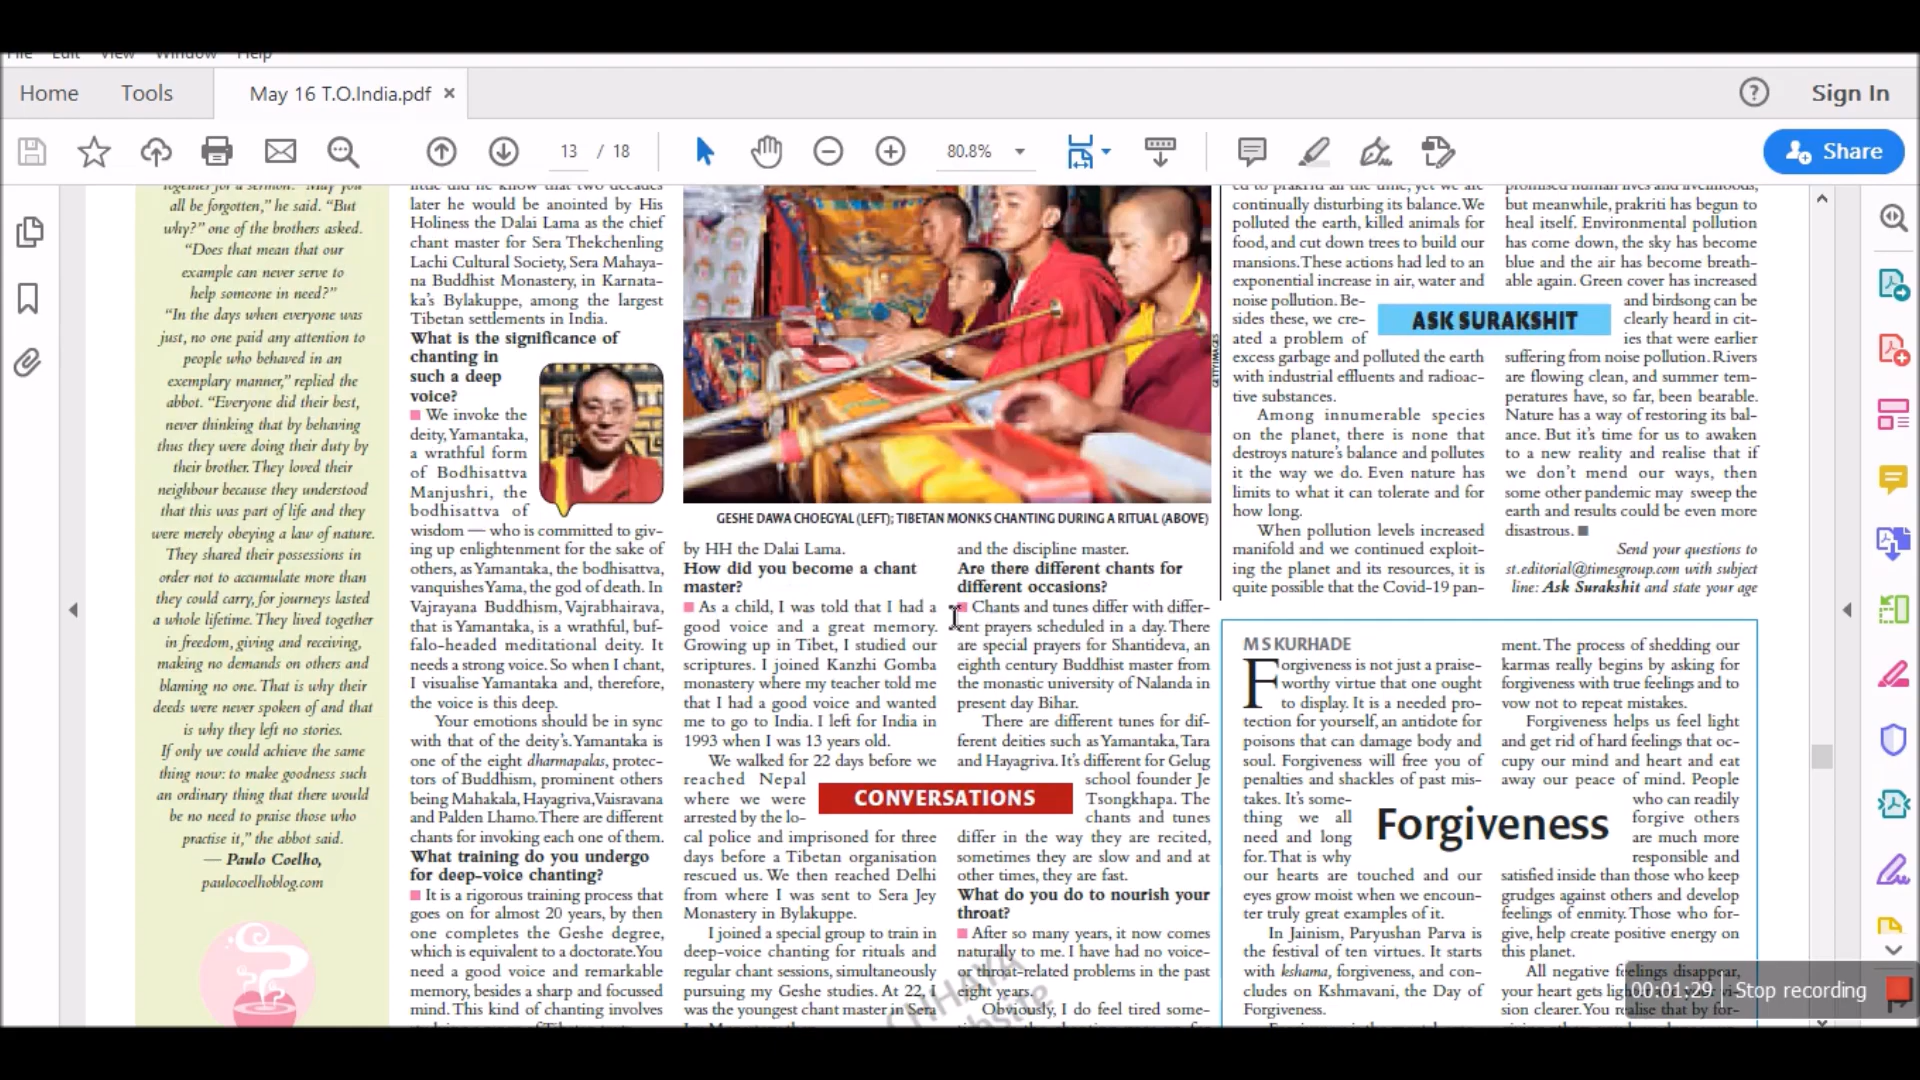 File Edit View Window Help
Home
Tools
May 16 T.O.India.pdf
Sign In
13 / 18
80.8%
Share
together for a sermon. "May you
all be forgotten," he said. "But
why?" one of the brothers asked.
"Does that mean that our
example can never serve to
help someone in need?"
"In the days when everyone was
just, no one paid any attention to
people who behaved in an
exemplary manner," replied the
abbot. "Everyone did their best,
never thinking that by behaving
thus they were doing their duty by
their brother. They loved their
neighbour because they understood
that this was part of life and they
were merely obeying a law of nature.
They shared their possessions in
order not to accumulate more than
they could carry, for journeys lasted
a whole lifetime. They lived together
in freedom, giving and receiving,
making no demands on others and
blaming no one. That is why their
deeds were never spoken of and that
is why they left no stories.
If only we could achieve the same
thing now: to make goodness such
an ordinary thing that there would
be no need to praise those who
practise it," the abbot said.
— Paulo Coelho,
paulocoelhoblog.com
little did he know that two decades
later he would be anointed by His
Holiness the Dalai Lama as the chief
chant master for Sera Thekchenling
Lachi Cultural Society, Sera Mahaya-
na Buddhist Monastery, in Karnata-
ka's Bylakuppe, among the largest
Tibetan settlements in India.
What is the significance of
chanting in
such a deep
voice?
We invoke the
deity, Yamantaka,
a wrathful form
of Bodhisattva
Manjushri, the
bodhisattva of
wisdom — who is committed to giv-
ing up enlightenment for the sake of
others, as Yamantaka, the bodhisattva,
vanquishes Yama, the god of death. In
Vajrayana Buddhism, Vajrabhairava,
that is Yamantaka, is a wrathful, buf-
falo-headed meditational deity. It
needs a strong voice. So when I chant,
I visualise Yamantaka and, therefore,
the voice is this deep.
Your emotions should be in sync
with that of the deity's. Yamantaka is
one of the eight dharmapalas, protec-
tors of Buddhism, prominent others
being Mahakala, Hayagriva, Vaisravana
and Palden Lhamo. There are different
chants for invoking each one of them.
What training do you undergo
for deep-voice chanting?
It is a rigorous training process that
goes on for almost 20 years, by then
one completes the Geshe degree,
which is equivalent to a doctorate. You
need a good voice and remarkable
memory, besides a sharp and focussed
mind. This kind of chanting involves
GETTY IMAGES
GESHE DAWA CHOEGYAL (LEFT); TIBETAN MONKS CHANTING DURING A RITUAL (ABOVE)
by HH the Dalai Lama.
How did you become a chant
master?
As a child, I was told that I had a
good voice and a great memory.
Growing up in Tibet, I studied our
scriptures. I joined Kanzhi Gomba
monastery where my teacher told me
that I had a good voice and wanted
me to go to India. I left for India in
1993 when I was 13 years old.
We walked for 22 days before we
reached Nepal
where we were
arrested by the lo-
cal police and imprisoned for three
days before a Tibetan organisation
rescued us. We then reached Delhi
from where I was sent to Sera Jey
Monastery in Bylakuppe.
I joined a special group to train in
deep-voice chanting for rituals and
regular chant sessions, simultaneously
pursuing my Geshe studies. At 22, I
was the youngest chant master in Sera
CONVERSATIONS
and the discipline master.
Are there different chants for
different occasions?
Chants and tunes differ with differ-
ent prayers scheduled in a day. There
are special prayers for Shantideva, an
eighth century Buddhist master from
the monastic university of Nalanda in
present day Bihar.
There are different tunes for dif-
ferent deities such as Yamantaka, Tara
and Hayagriva. It's different for Gelug
school founder Je
Tsongkhapa. The
chants and tunes
differ in the way they are recited,
sometimes they are slow and and at
other times, they are fast.
What do you do to nourish your
throat?
After so many years, it now comes
naturally to me. I have had no voice-
or throat-related problems in the past
eight years.
Obviously, I do feel tired some-
CHHAYA
ed to prakriti all the time, yet we are
continually disturbing its balance. We
polluted the earth, killed animals for
food, and cut down trees to build our
mansions. These actions had led to an
exponential increase in air, water and
noise pollution. Be-
sides these, we cre-
ated a problem of
excess garbage and polluted the earth
with industrial effluents and radioac-
tive substances.
Among innumerable species
on the planet, there is none that
destroys nature's balance and pollutes
it the way we do. Even nature has
limits to what it can tolerate and for
how long.
When pollution levels increased
manifold and we continued exploit-
ing the planet and its resources, it is
quite possible that the Covid-19 pan-
ASK SURAKSHIT
promised human lives and livelihoods,
but meanwhile, prakriti has begun to
heal itself. Environmental pollution
has come down, the sky has become
blue and the air has become breath-
able again. Green cover has increased
and birdsong can be
clearly heard in cit-
ies that were earlier
suffering from noise pollution. Rivers
are flowing clean, and summer tem-
peratures have, so far, been bearable.
Nature has a way of restoring its bal-
ance. But it's time for us to awaken
to a new reality and realise that if
we don't mend our ways, then
some other pandemic may sweep the
earth and results could be even more
disastrous.
Send your questions to
st.editorial@timesgroup.com with subject
line: Ask Surakshit and state your age
M S KURHADE
Forgiveness is not just a praise-
worthy virtue that one ought
to display. It is a needed pro-
tection for yourself, an antidote for
poisons that can damage body and
soul. Forgiveness will free you of
penalties and shackles of past mis-
takes. It's some-
thing we all
need and long
for. That is why
our hearts are touched and our
eyes grow moist when we encoun-
ter truly great examples of it.
In Jainism, Paryushan Parva is
the festival of ten virtues. It starts
with kshama, forgiveness, and con-
cludes on Kshmavani, the Day of
Forgiveness.
Forgiveness
ment. The process of shedding our
karmas really begins by asking for
forgiveness with true feelings and to
vow not to repeat mistakes.
Forgiveness helps us feel light
and get rid of hard feelings that oc-
cupy our mind and heart and eat
away our peace of mind. People
who can readily
forgive others
are much more
responsible and
satisfied inside than those who keep
grudges against others and develop
feelings of enmity. Those who for-
give, help create positive energy on
this planet.
All negative feelings disappear,
your heart gets
sion clearer. You realise that by for-
00:01:29 Stop recording